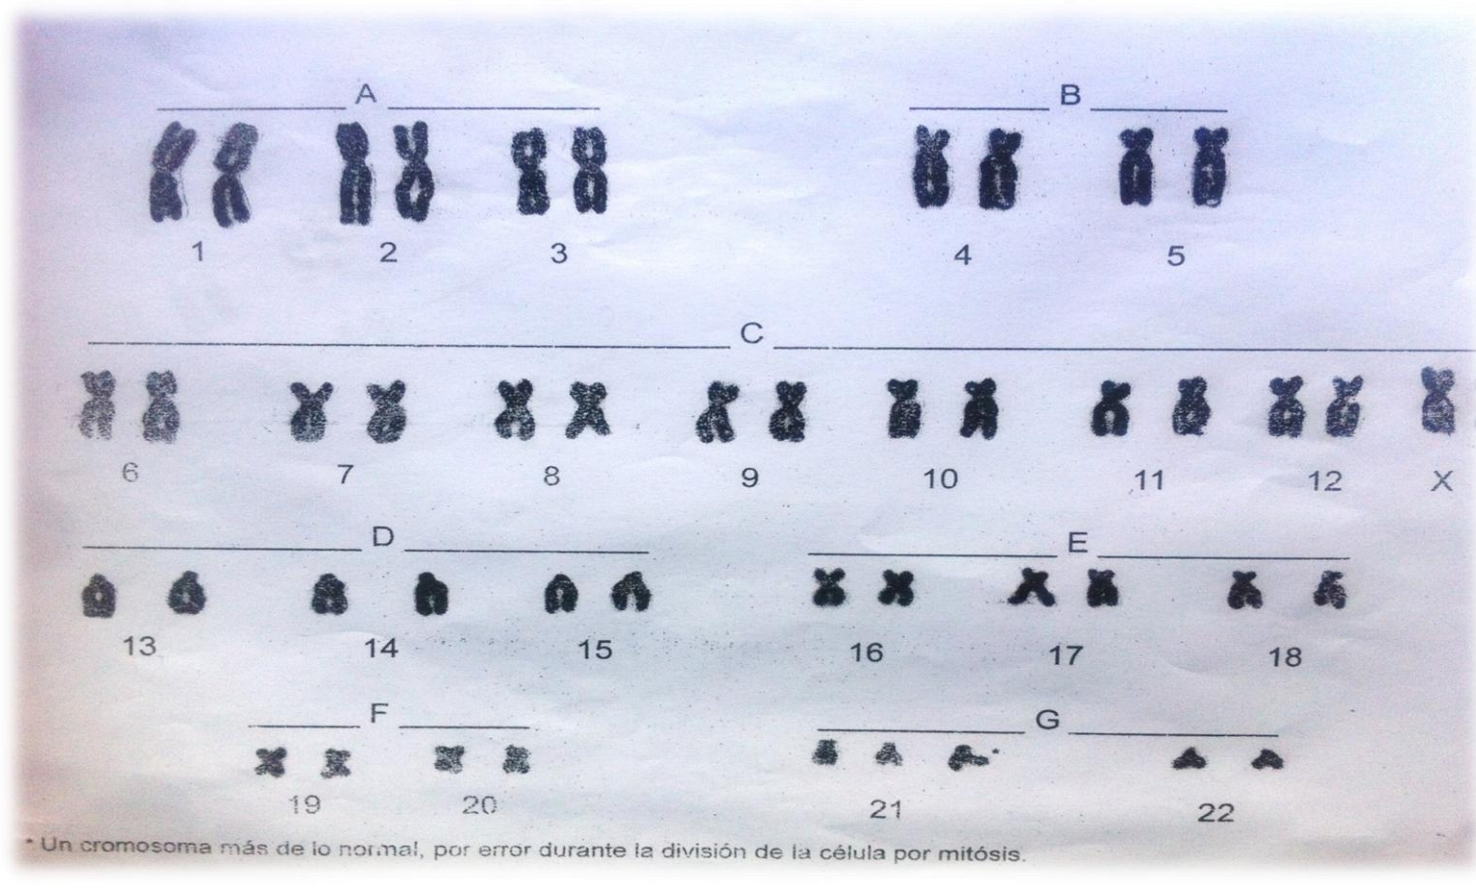 A B
1 2 3 4 5
C
6 7 8 9 10 11 12 X
D E
13 14 15 16 17 18
F G
19 20 21 22
* Un cromosoma más de lo normal, por error durante la división de la célula por mitósis.